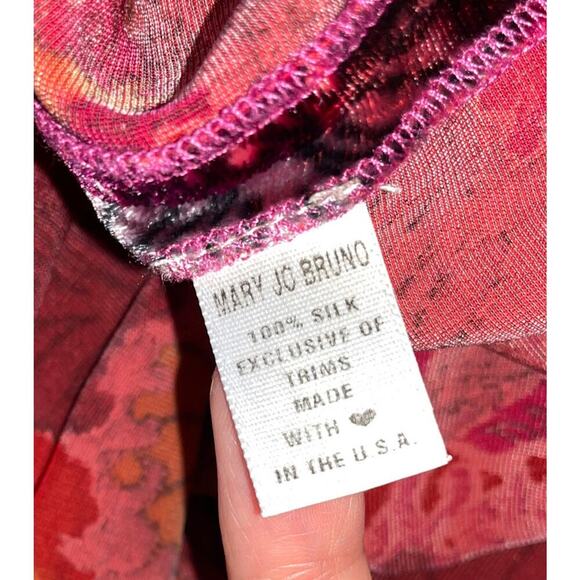 MARY JO BRUNO
100% SILK
EXCLUSIVE OF
TRIMS
MADE
WITH ♥
IN THE U.S.A.